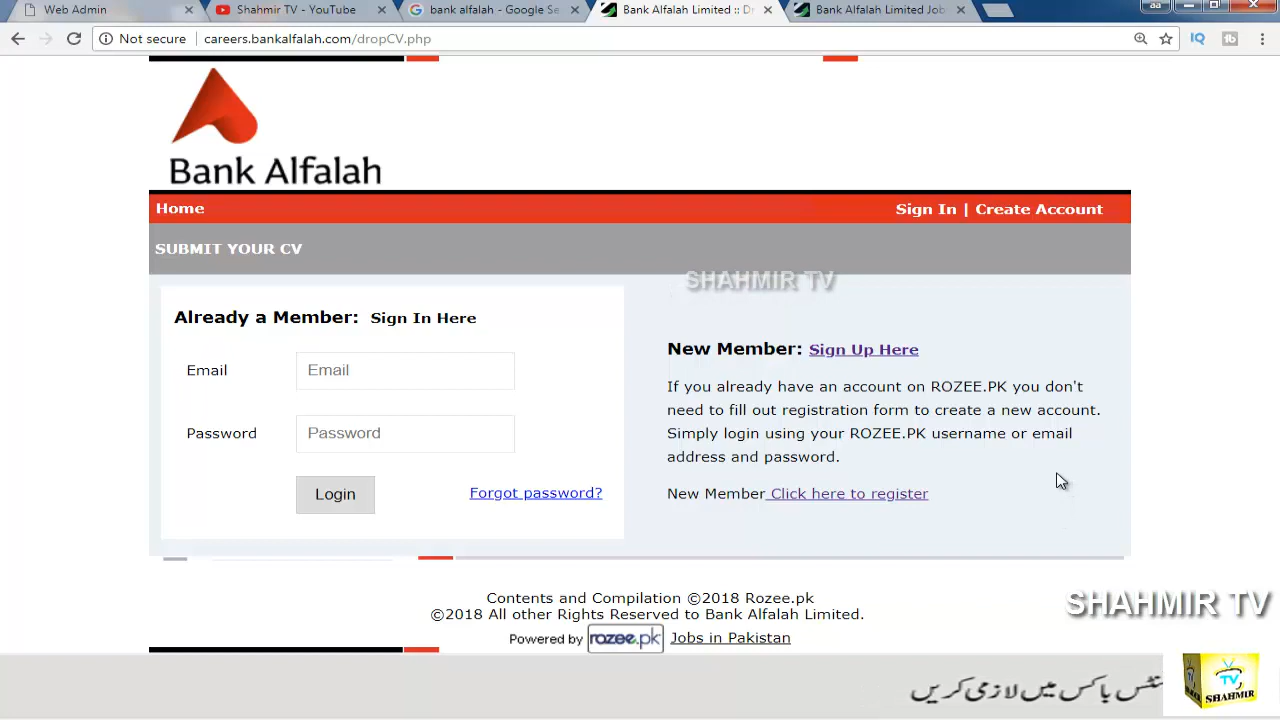 Web Admin
Shahmir TV - YouTube
bank alfalah - Google Se
Bank Alfalah Limited :: Dr
Bank Alfalah Limited Job
Not secure
careers.bankalfalah.com/dropCV.php
Bank Alfalah
Home
Sign In | Create Account
SUBMIT YOUR CV
SHAHMIR TV
Already a Member: Sign In Here
Email
Email
Password
Password
Login
Forgot password?
New Member: Sign Up Here
If you already have an account on ROZEE.PK you don't
need to fill out registration form to create a new account.
Simply login using your ROZEE.PK username or email
address and password.
New Member Click here to register
Contents and Compilation ©2018 Rozee.pk
©2018 All other Rights Reserved to Bank Alfalah Limited.
Powered by rozee.pk Jobs in Pakistan
SHAHMIR TV
باکس میں لازمی کریں
TV
SHAHMIR